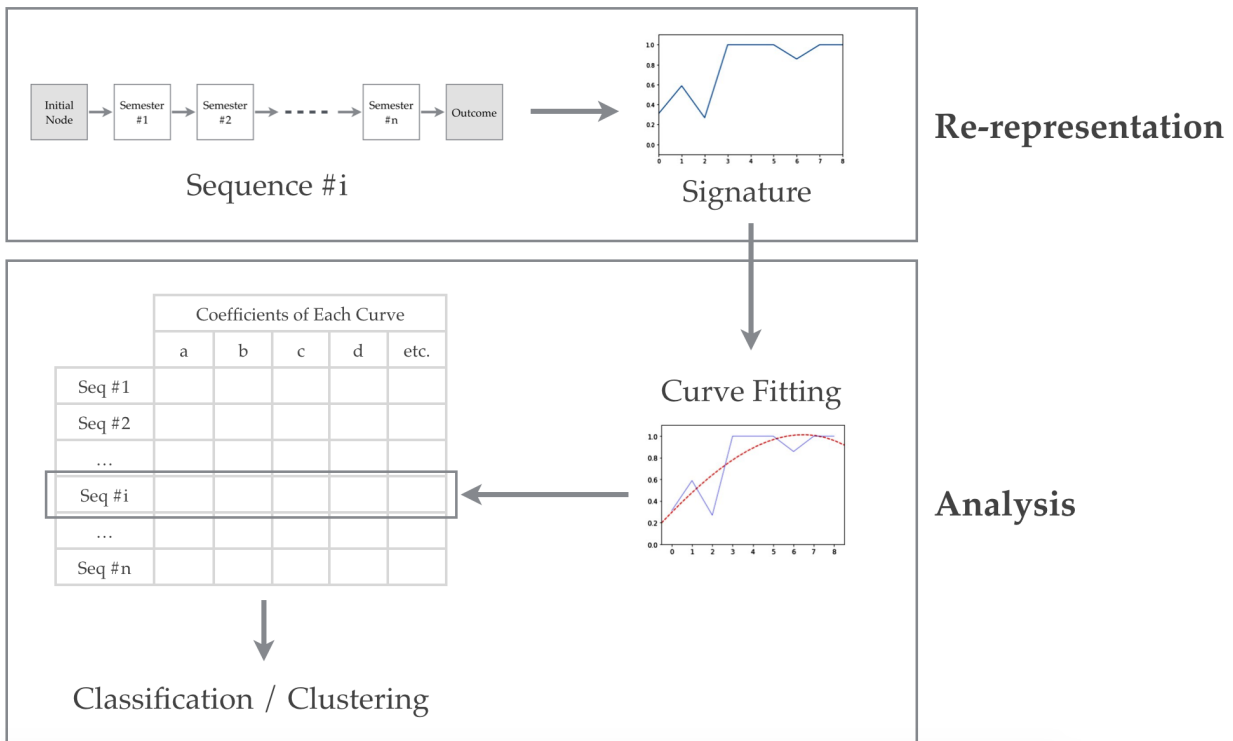 Initial
Node
Semester
#1
Semester
#2
Semester
#n
Outcome
Sequence #i
1.0
0.8
0.6
0.4
0.2
0.0
0 1 2 3 4 5 6 7 8
Signature
Re-representation
Coefficients of Each Curve
a b c d etc.
Seq #1
Seq #2
...
Seq #i
...
Seq #n
Curve Fitting
1.0
0.8
0.6
0.4
0.2
0.0
0 1 2 3 4 5 6 7 8
Analysis
Classification / Clustering